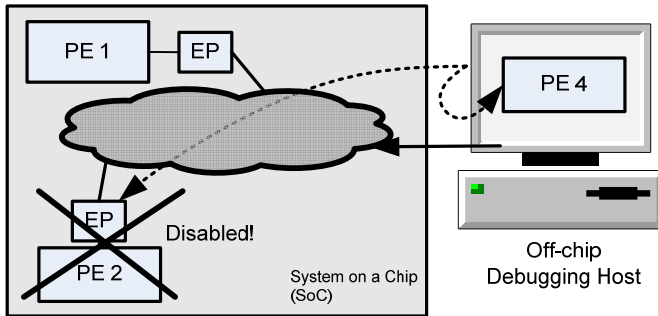 PE 1
EP
PE 4
EP
Disabled!
PE 2
System on a Chip
(SoC)
Off-chip
Debugging Host